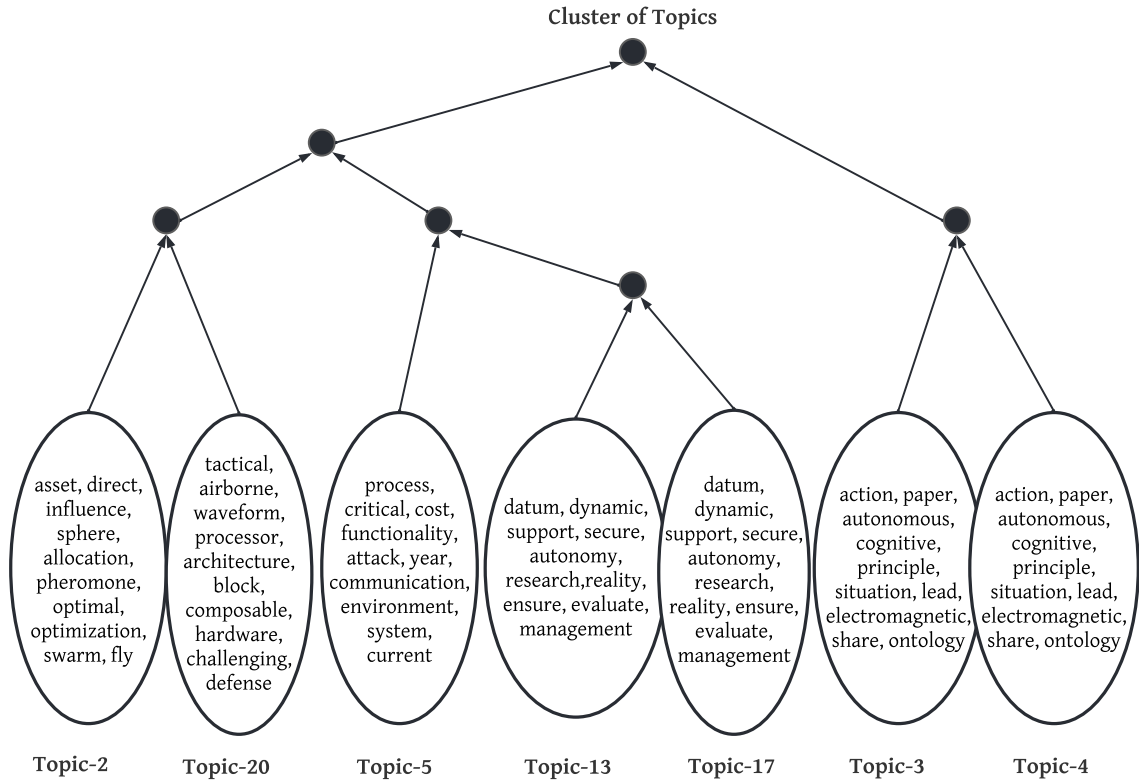 Cluster of Topics
asset, direct,
influence,
sphere,
allocation,
pheromone,
optimal,
optimization,
swarm, fly
tactical,
airborne,
waveform,
processor,
architecture,
block,
composable,
hardware,
challenging,
defense
process,
critical, cost,
functionality,
attack, year,
communication,
environment,
system,
current
datum, dynamic,
support, secure,
autonomy,
research,reality,
ensure, evaluate,
management
datum,
dynamic,
support, secure,
autonomy,
research,
reality, ensure,
evaluate,
management
action, paper,
autonomous,
cognitive,
principle,
situation, lead,
electromagnetic,
share, ontology
action, paper,
autonomous,
cognitive,
principle,
situation, lead,
electromagnetic,
share, ontology
Topic-2
Topic-20
Topic-5
Topic-13
Topic-17
Topic-3
Topic-4